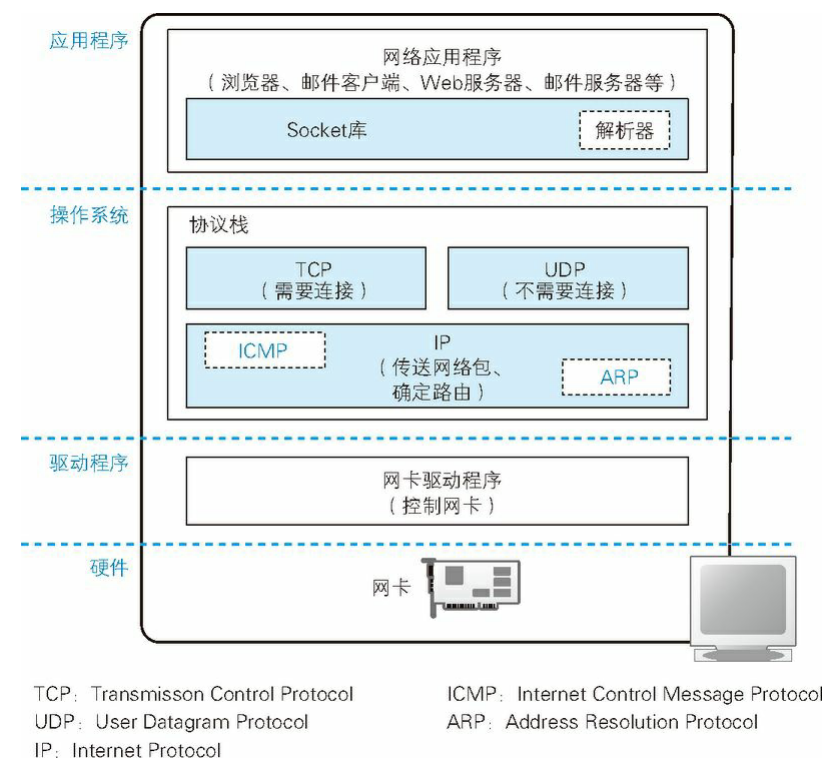 应用程序
网络应用程序
（浏览器、邮件客户端、Web服务器、邮件服务器等）
Socket库
解析器
操作系统
协议栈
TCP
（需要连接）
UDP
（不需要连接）
ICMP
IP
（传送网络包、
确定路由）
ARP
驱动程序
网卡驱动程序
（控制网卡）
硬件
网卡
TCP：Transmisson Control Protocol
UDP：User Datagram Protocol
IP：Internet Protocol
ICMP：Internet Control Message Protocol
ARP：Address Resolution Protocol